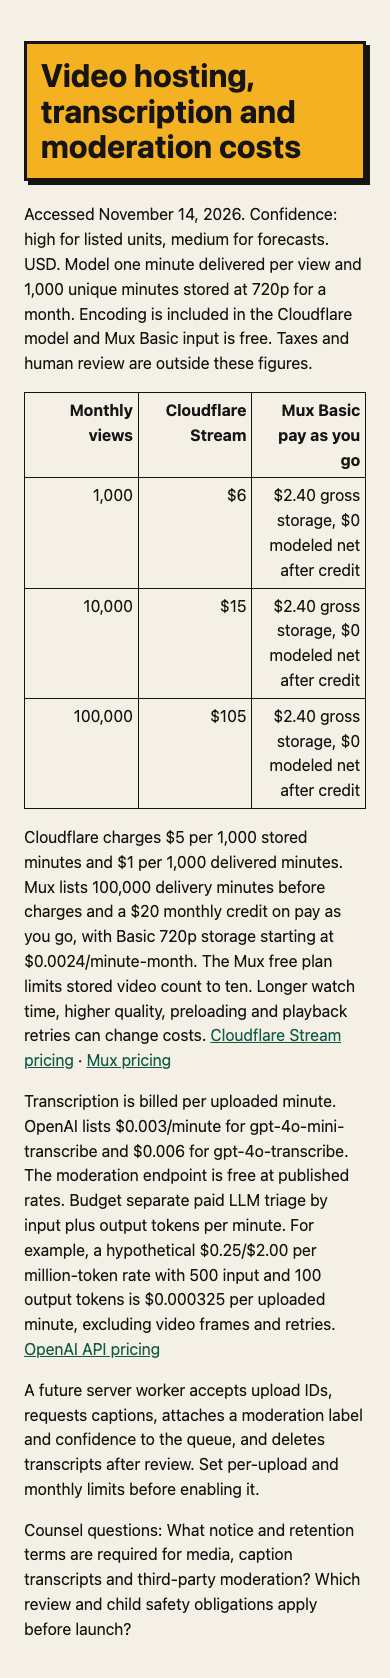 Video hosting,
transcription and
moderation costs
Accessed November 14, 2026. Confidence:
high for listed units, medium for forecasts.
USD. Model one minute delivered per view and
1,000 unique minutes stored at 720p for a
month. Encoding is included in the Cloudflare
model and Mux Basic input is free. Taxes and
human review are outside these figures.
Monthly views
Cloudflare Stream
Mux Basic pay as you go
1,000
$6
$2.40 gross storage, $0 modeled net after credit
10,000
$15
$2.40 gross storage, $0 modeled net after credit
100,000
$105
$2.40 gross storage, $0 modeled net after credit
Cloudflare charges $5 per 1,000 stored
minutes and $1 per 1,000 delivered minutes.
Mux lists 100,000 delivery minutes before
charges and a $20 monthly credit on pay as
you go, with Basic 720p storage starting at
$0.0024/minute-month. The Mux free plan
limits stored video count to ten. Longer watch
time, higher quality, preloading and playback
retries can change costs. Cloudflare Stream
pricing · Mux pricing
Transcription is billed per uploaded minute.
OpenAI lists $0.003/minute for gpt-4o-mini-
transcribe and $0.006 for gpt-4o-transcribe.
The moderation endpoint is free at published
rates. Budget separate paid LLM triage by
input plus output tokens per minute. For
example, a hypothetical $0.25/$2.00 per
million-token rate with 500 input and 100
output tokens is $0.000325 per uploaded
minute, excluding video frames and retries.
OpenAI API pricing
A future server worker accepts upload IDs,
requests captions, attaches a moderation label
and confidence to the queue, and deletes
transcripts after review. Set per-upload and
monthly limits before enabling it.
Counsel questions: What notice and retention
terms are required for media, caption
transcripts and third-party moderation? Which
review and child safety obligations apply
before launch?